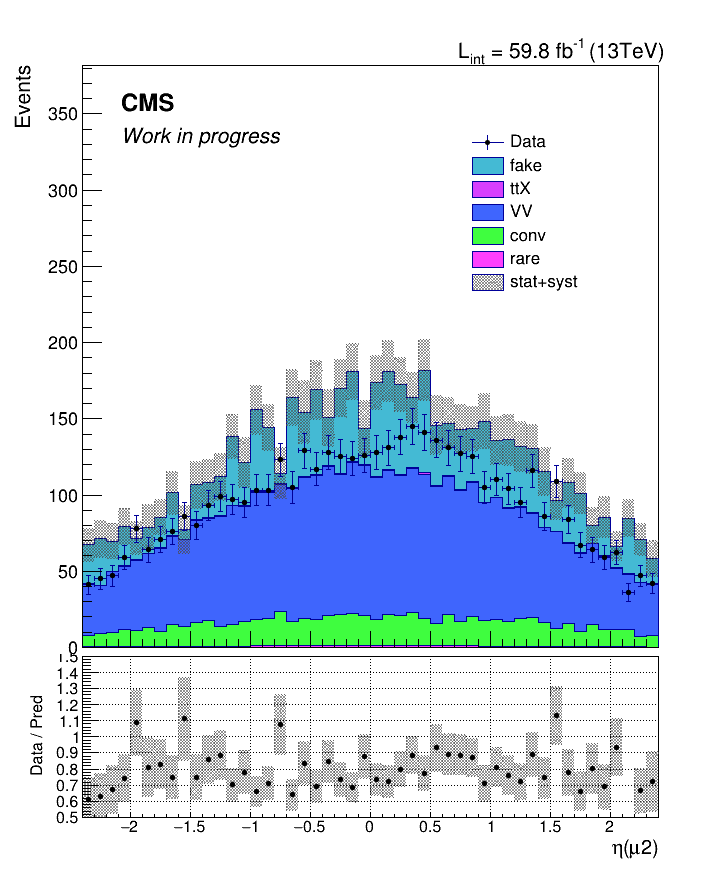 L_int = 59.8 fb^-1 (13TeV)
Events
CMS
Work in progress
350
300
250
200
150
100
50
0
Data
fake
ttX
VV
conv
rare
stat+syst
Data / Pred
1.5
1.4
1.3
1.2
1.1
1
0.9
0.8
0.7
0.6
0.5
−2 −1.5 −1 −0.5 0 0.5 1 1.5 2
η(μ2)